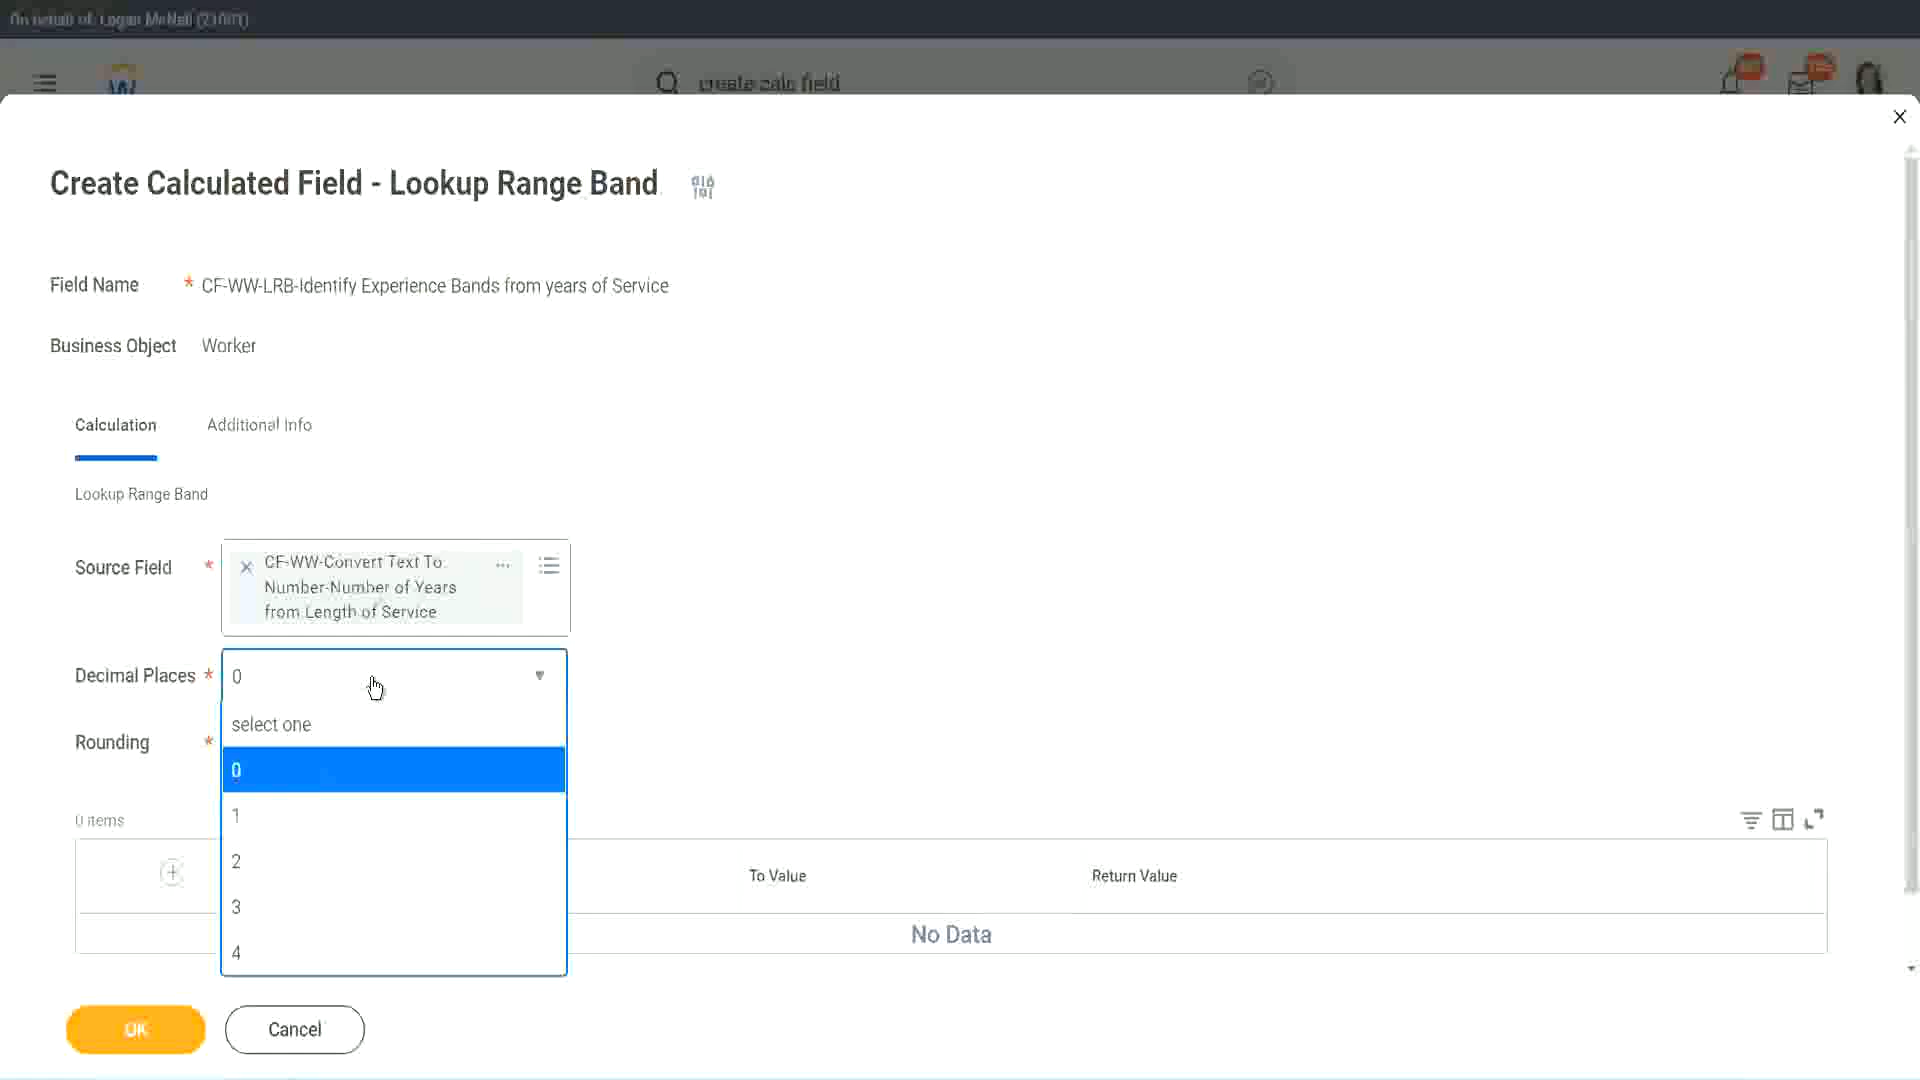 On behalf of: Logan McNeil
create calc field
Create Calculated Field - Lookup Range Band
Field Name * CF-WW-LRB-Identify Experience Bands from years of Service
Business Object Worker
Calculation Additional Info
Lookup Range Band
Source Field * CF-WW-Convert Text To
Number-Number of Years
from Length of Service
Decimal Places * 0
select one
Rounding *
0
1
0 items
2
To Value Return Value
3
No Data
4
OK Cancel